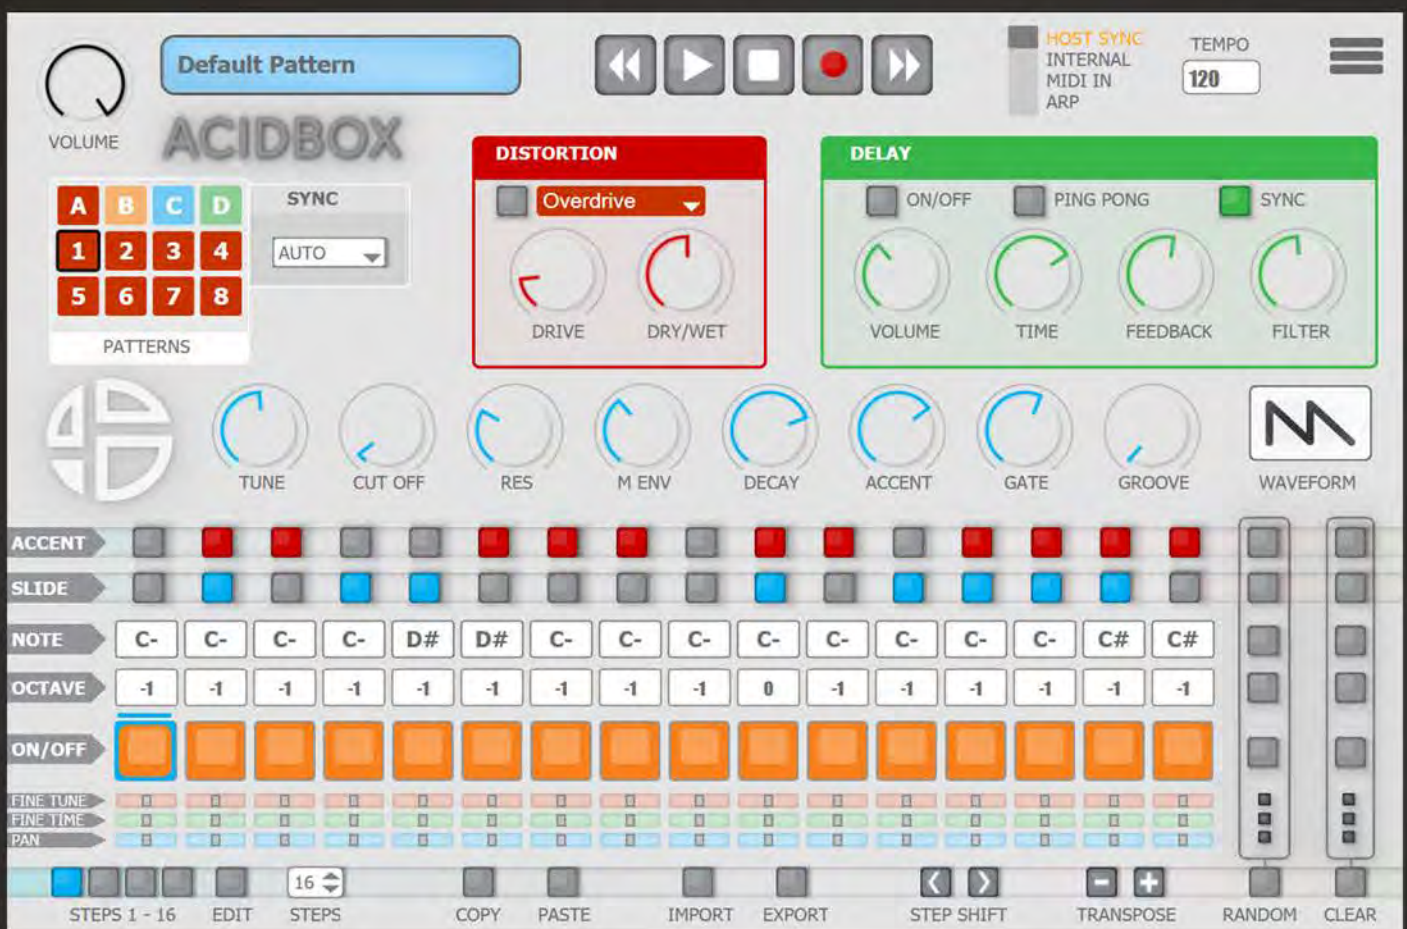 Default Pattern
HOST SYNC
INTERNAL
MIDI IN
ARP
TEMPO
120
VOLUME
ACIDBOX
DISTORTION
Overdrive
DRIVE DRY/WET
DELAY
ON/OFF PING PONG SYNC
VOLUME TIME FEEDBACK FILTER
A B C D
1 2 3 4
5 6 7 8
PATTERNS
SYNC
AUTO
TUNE CUT OFF RES M ENV DECAY ACCENT GATE GROOVE WAVEFORM
ACCENT
SLIDE
NOTE C- C- C- C- D# D# C- C- C- C- C- C- C- C- C# C#
OCTAVE -1 -1 -1 -1 -1 -1 -1 -1 -1 0 -1 -1 -1 -1 -1 -1
ON/OFF
FINE TUNE
FINE TIME
PAN
16
STEPS 1 - 16 EDIT STEPS COPY PASTE IMPORT EXPORT STEP SHIFT TRANSPOSE RANDOM CLEAR